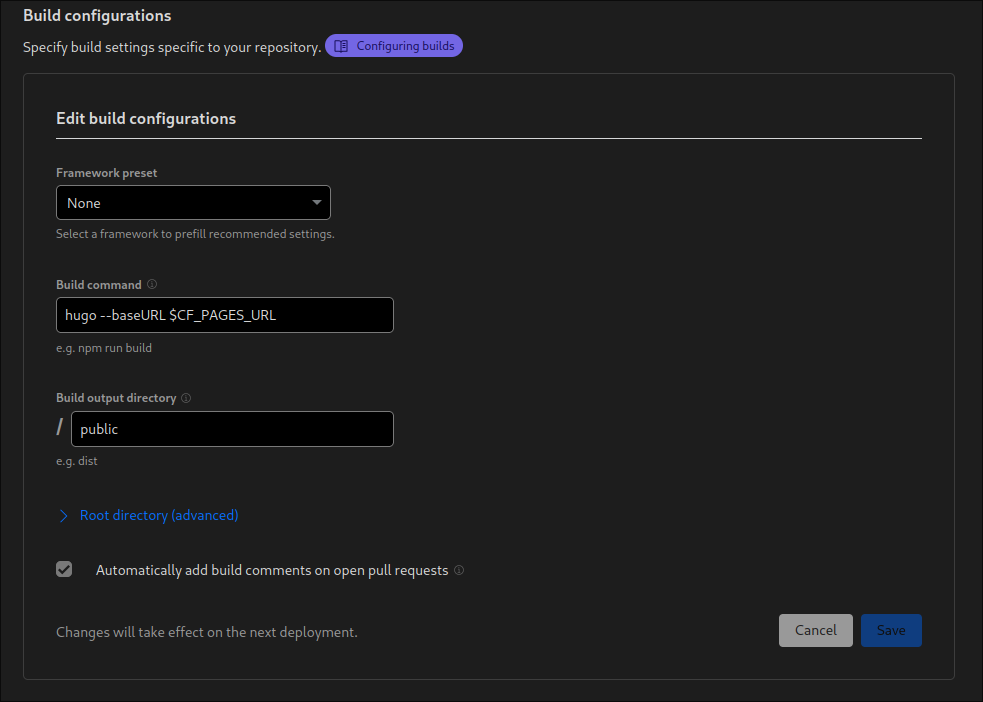 Build configurations
Specify build settings specific to your repository. Configuring builds
Edit build configurations
Framework preset
None
Select a framework to prefill recommended settings.
Build command
hugo --baseURL $CF_PAGES_URL
e.g. npm run build
Build output directory
/ public
e.g. dist
Root directory (advanced)
Automatically add build comments on open pull requests
Changes will take effect on the next deployment. Cancel Save